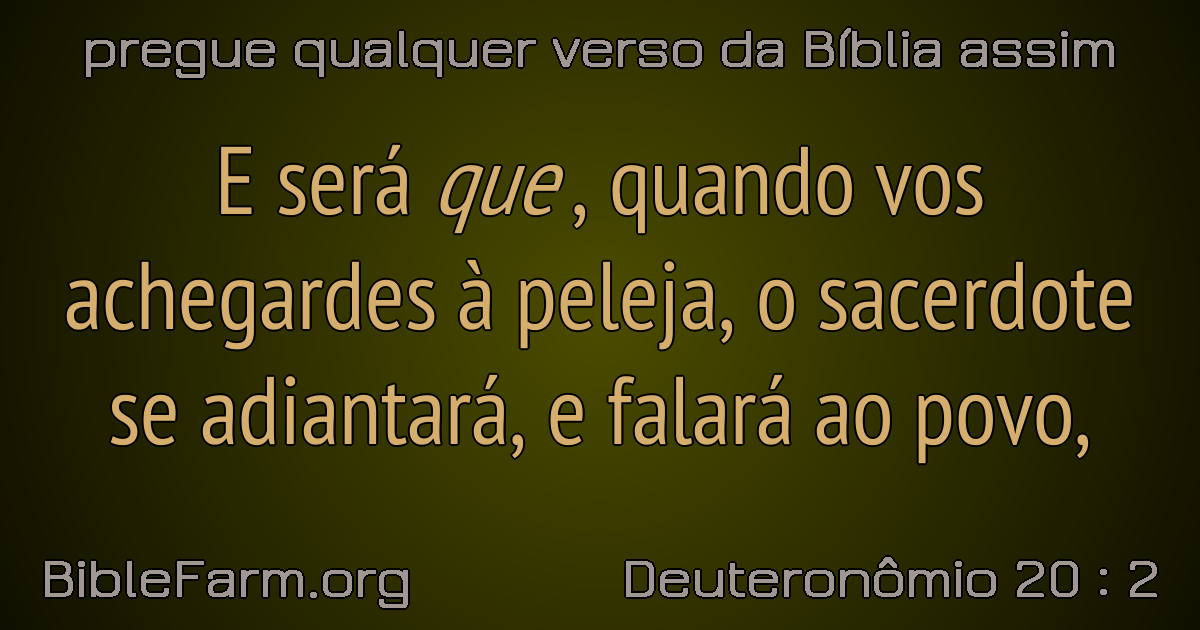 pregue qualquer verso da Bíblia assim
E será que , quando vos
achegardes à peleja, o sacerdote
se adiantará, e falará ao povo,
BibleFarm.org
Deuteronômio 20 : 2